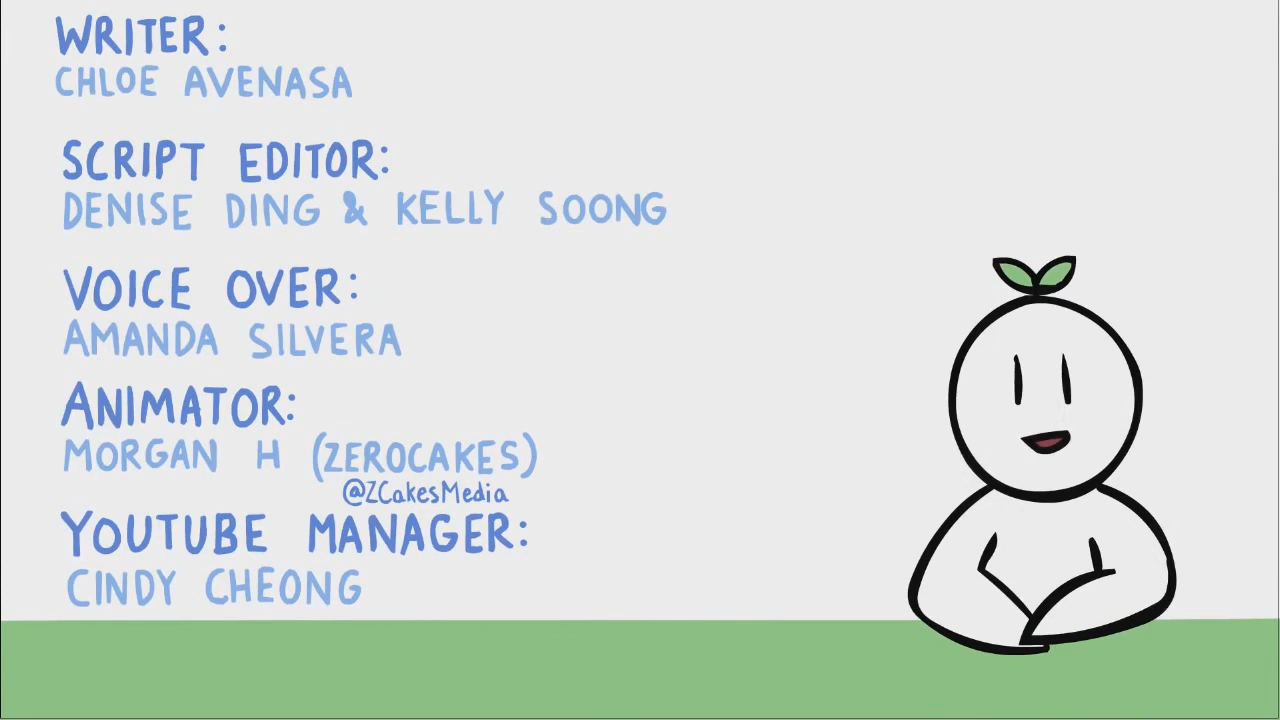 WRITER:
CHLOE AVENASA
SCRIPT EDITOR:
DENISE DING & KELLY SOONG
VOICE OVER:
AMANDA SILVERA
ANIMATOR:
MORGAN H (ZEROCAKES)
@ZCakesMedia
YOUTUBE MANAGER:
CINDY CHEONG